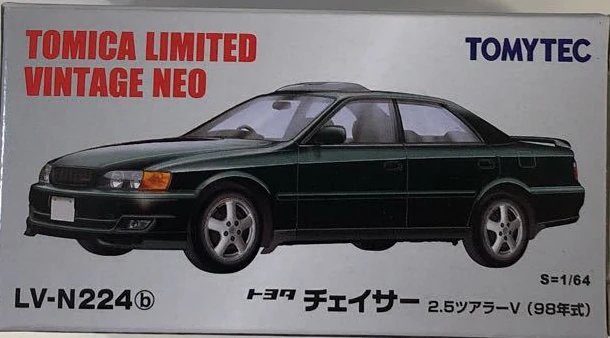 TOMICA LIMITED
VINTAGE NEO
TOMYTEC
S=1/64
LV-N224ⓑ トヨタ チェイサー 2.5ツアラーV (98年式)